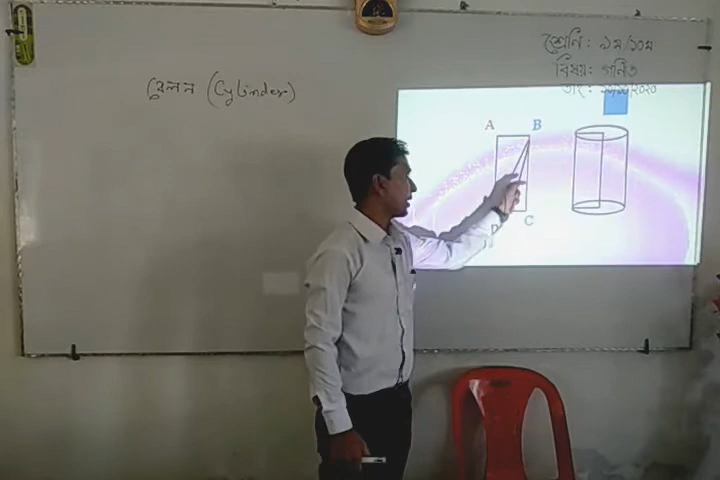 বেলন (Cylinder)
শ্রেণি: ৯ম/১০ম
বিষয়: গণিত
তাং:
A B
D C